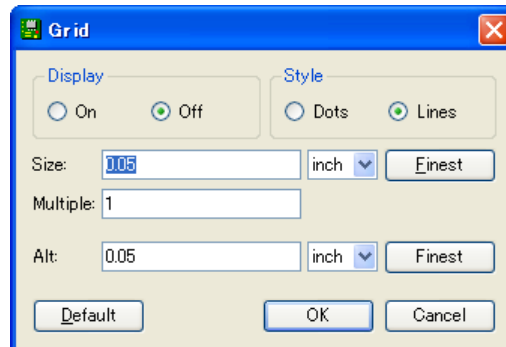 Grid
Display Style
On Off Dots Lines
Size: 0.05 inch Finest
Multiple: 1
Alt: 0.05 inch Finest
Default OK Cancel